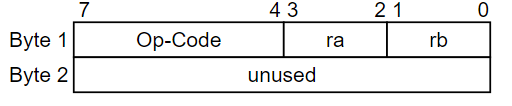 7 4 3 2 1 0
Byte 1 Op-Code ra rb
Byte 2 unused